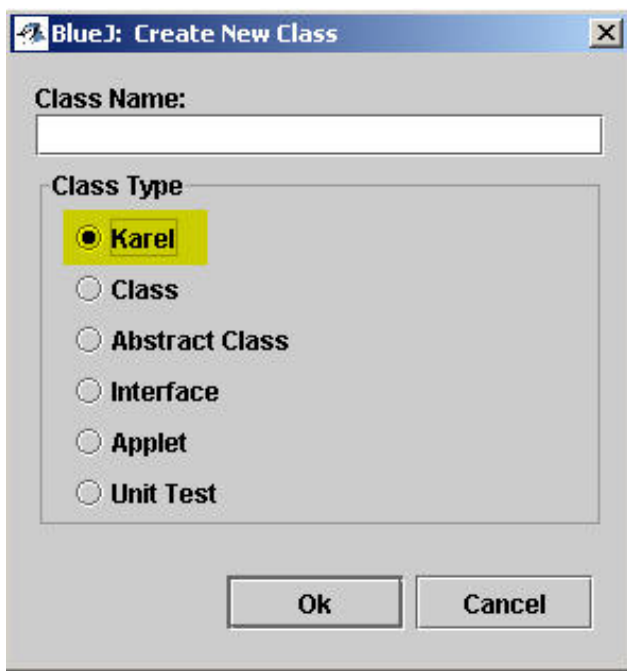 BlueJ: Create New Class
Class Name:
Class Type
Karel
Class
Abstract Class
Interface
Applet
Unit Test
Ok Cancel